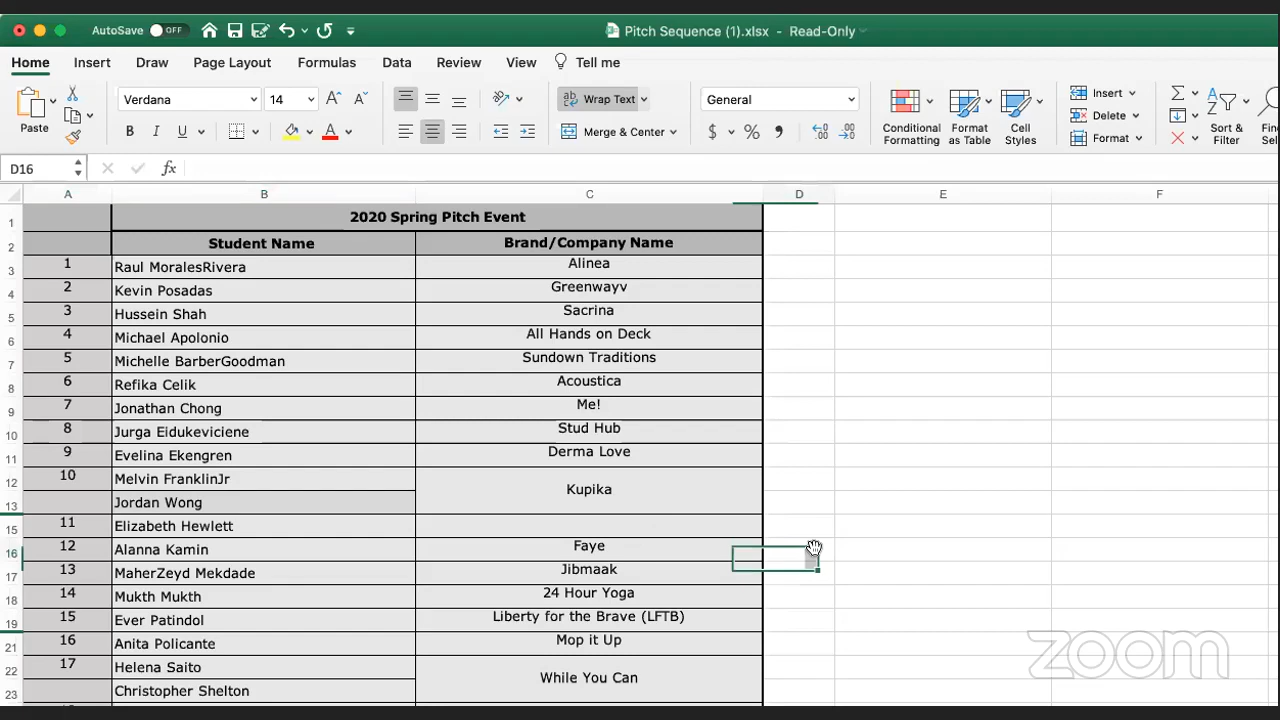 AutoSave OFF Pitch Sequence (1).xlsx - Read-Only
Home Insert Draw Page Layout Formulas Data Review View Tell me
Verdana 14 A A Wrap Text General Insert
Paste B I U A Merge & Center $ % Conditional Formatting Format as Table Cell Styles Delete Format Sort & Filter
D16 fx
A B C D E F
1 2020 Spring Pitch Event
2 Student Name Brand/Company Name
3 1 Raul MoralesRivera Alinea
4 2 Kevin Posadas Greenwayv
5 3 Hussein Shah Sacrina
6 4 Michael Apolonio All Hands on Deck
7 5 Michelle BarberGoodman Sundown Traditions
8 6 Refika Celik Acoustica
9 7 Jonathan Chong Me!
10 8 Jurga Eidukeviciene Stud Hub
11 9 Evelina Ekengren Derma Love
12 10 Melvin FranklinJr Kupika
13 Jordan Wong
15 11 Elizabeth Hewlett
16 12 Alanna Kamin Faye
17 13 MaherZeyd Mekdade Jibmaak
18 14 Mukth Mukth 24 Hour Yoga
19 15 Ever Patindol Liberty for the Brave (LFTB)
21 16 Anita Policante Mop it Up
22 17 Helena Saito While You Can
23 Christopher Shelton
zoom